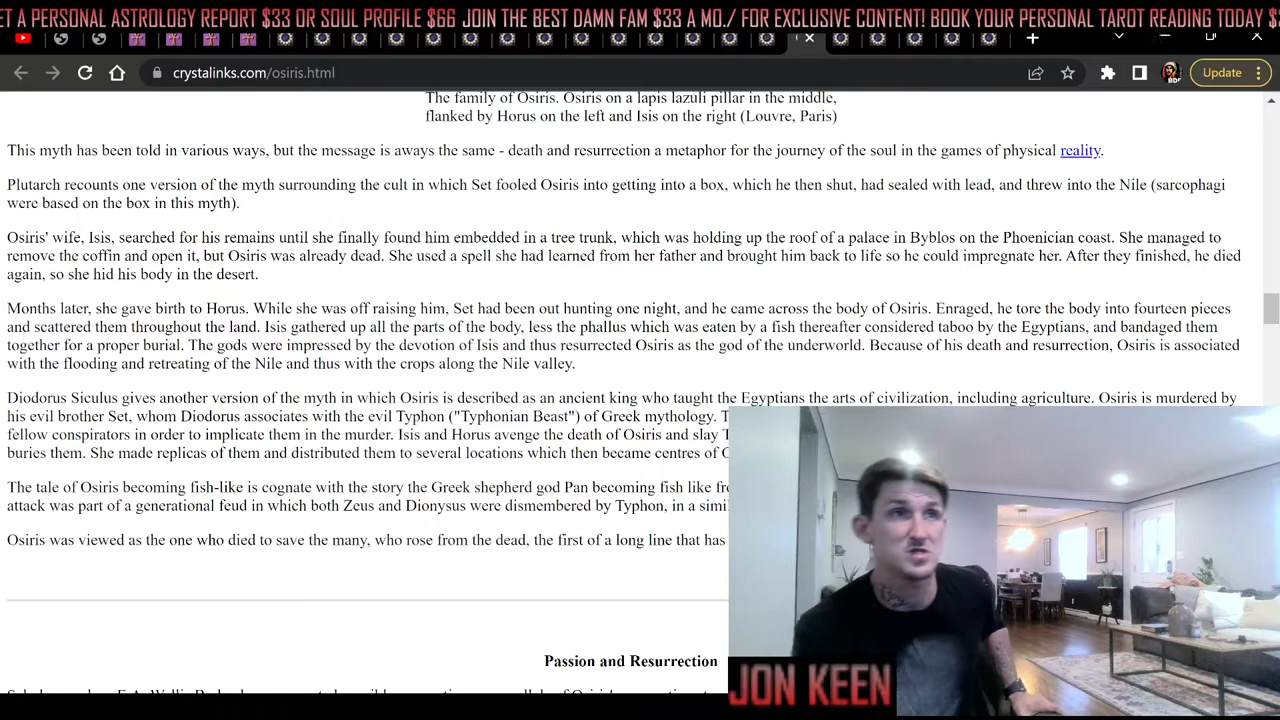 ET A PERSONAL ASTROLOGY REPORT $33 OR SOUL PROFILE $66 JOIN THE BEST DAMN FAM $33 A MO./ FOR EXCLUSIVE CONTENT! BOOK YOUR PERSONAL TAROT READING TODAY $
crystalinks.com/osiris.html
Update
The family of Osiris. Osiris on a lapis lazuli pillar in the middle,
flanked by Horus on the left and Isis on the right (Louvre, Paris)
This myth has been told in various ways, but the message is aways the same - death and resurrection a metaphor for the journey of the soul in the games of physical reality.
Plutarch recounts one version of the myth surrounding the cult in which Set fooled Osiris into getting into a box, which he then shut, had sealed with lead, and threw into the Nile (sarcophagi
were based on the box in this myth).
Osiris' wife, Isis, searched for his remains until she finally found him embedded in a tree trunk, which was holding up the roof of a palace in Byblos on the Phoenician coast. She managed to
remove the coffin and open it, but Osiris was already dead. She used a spell she had learned from her father and brought him back to life so he could impregnate her. After they finished, he died
again, so she hid his body in the desert.
Months later, she gave birth to Horus. While she was off raising him, Set had been out hunting one night, and he came across the body of Osiris. Enraged, he tore the body into fourteen pieces
and scattered them throughout the land. Isis gathered up all the parts of the body, less the phallus which was eaten by a fish thereafter considered taboo by the Egyptians, and bandaged them
together for a proper burial. The gods were impressed by the devotion of Isis and thus resurrected Osiris as the god of the underworld. Because of his death and resurrection, Osiris is associated
with the flooding and retreating of the Nile and thus with the crops along the Nile valley.
Diodorus Siculus gives another version of the myth in which Osiris is described as an ancient king who taught the Egyptians the arts of civilization, including agriculture. Osiris is murdered by
his evil brother Set, whom Diodorus associates with the evil Typhon ("Typhonian Beast") of Greek mythology. T
fellow conspirators in order to implicate them in the murder. Isis and Horus avenge the death of Osiris and slay T
buries them. She made replicas of them and distributed them to several locations which then became centres of O
The tale of Osiris becoming fish-like is cognate with the story the Greek shepherd god Pan becoming fish like fr
attack was part of a generational feud in which both Zeus and Dionysus were dismembered by Typhon, in a simi
Osiris was viewed as the one who died to save the many, who rose from the dead, the first of a long line that has
Passion and Resurrection
JON KEEN